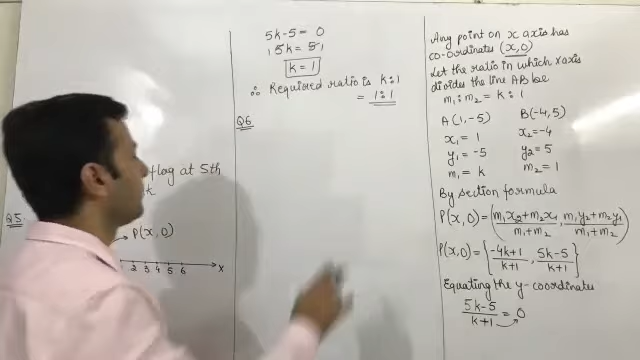 flag at 5th
k
Q5.
P(x, 0)
1 2 3 4 5 6 X
5k - 5 = 0
5k = 5
k = 1
∴ Required ratio is k:1
= 1:1
Q6
Any point on x axis has
co-ordinates (x, 0)
Let the ratio in which x axis
divides the line AB be
m₁ : m₂ = k : 1
A(1, -5) B(-4, 5)
x₁ = 1 x₂ = -4
y₁ = -5 y₂ = 5
m₁ = k m₂ = 1
By section formula
P(x, 0) = (m₁x₂+m₂x₁/m₁+m₂, m₁y₂+m₂y₁/m₁+m₂)
P(x, 0) = {-4k+1/k+1, 5k-5/k+1}
Equating the y-coordinates
5k-5/k+1 = 0